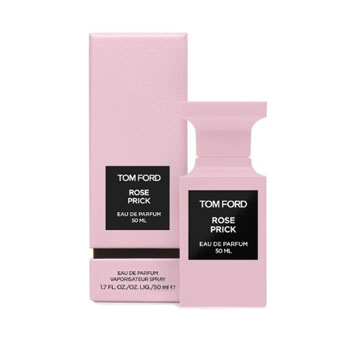 TOM FORD
ROSE
PRICK
EAU DE PARFUM
50 ML
EAU DE PARFUM
VAPORISATEUR SPRAY
1.7 FL. OZ./OZ. LIQ./50 ml ℮
TOM FORD
ROSE
PRICK
EAU DE PARFUM
50 ML